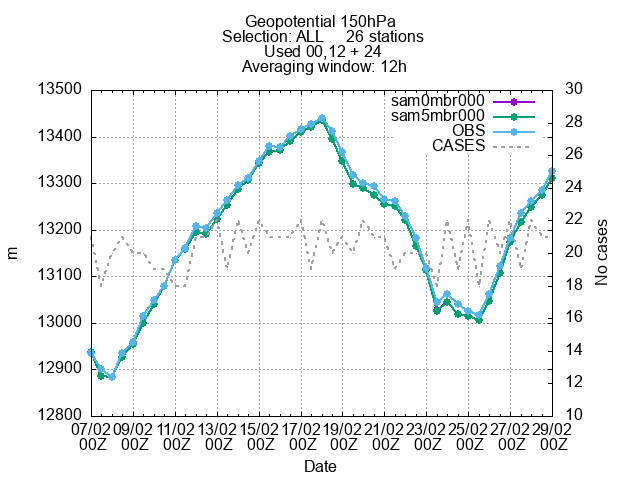 Geopotential 150hPa
Selection: ALL 26 stations
Used 00,12 + 24
Averaging window: 12h
sam0mbr000
sam5mbr000
OBS
CASES
13500
13400
13300
13200
13100
13000
12900
12800
m
30
28
26
24
22
20
18
16
14
12
10
No cases
07/02 09/02 11/02 13/02 15/02 17/02 19/02 21/02 23/02 25/02 27/02 29/02
00Z 00Z 00Z 00Z 00Z 00Z 00Z 00Z 00Z 00Z 00Z 00Z
Date